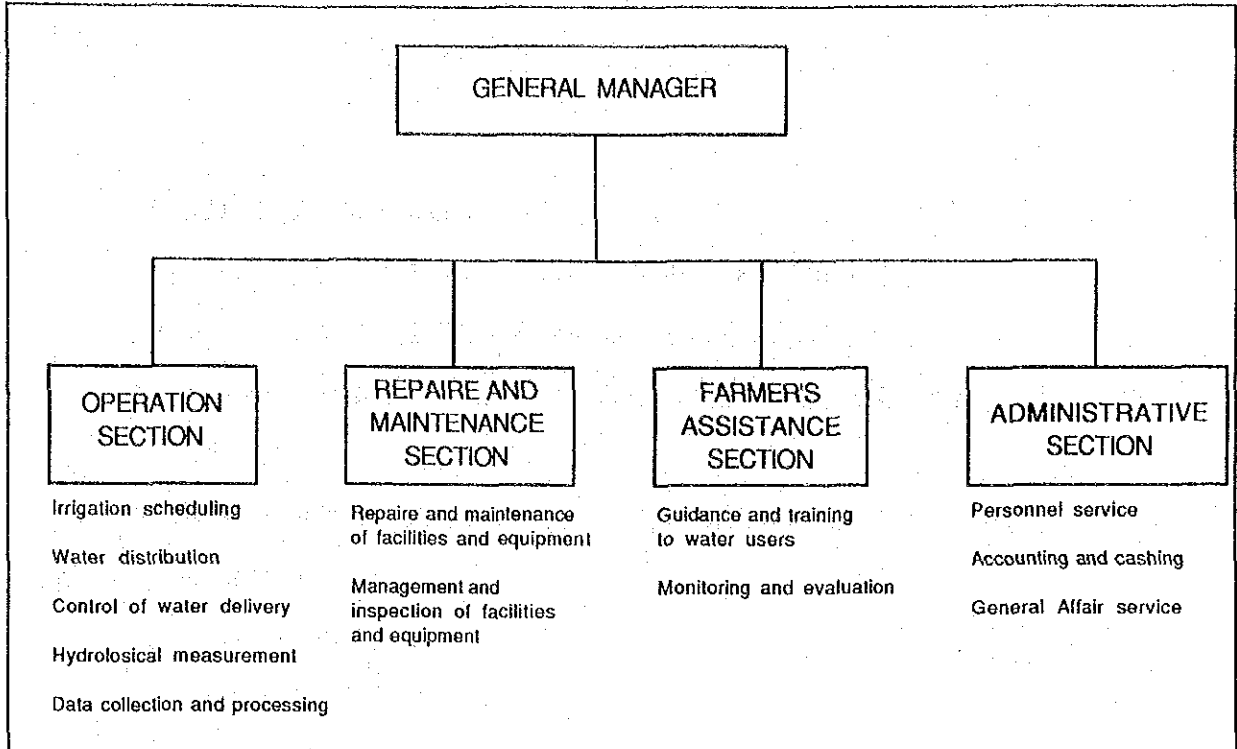 GENERAL MANAGER
OPERATION
SECTION
Irrigation scheduling
Water distribution
Control of water delivery
Hydrolosical measurement
Data collection and processing
REPAIRE AND
MAINTENANCE
SECTION
Repaire and maintenance
of facilities and equipment
Management and
inspection of facilities
and equipment
FARMER'S
ASSISTANCE
SECTION
Guidance and training
to water users
Monitoring and evaluation
ADMINISTRATIVE
SECTION
Personnel service
Accounting and cashing
General Affair service